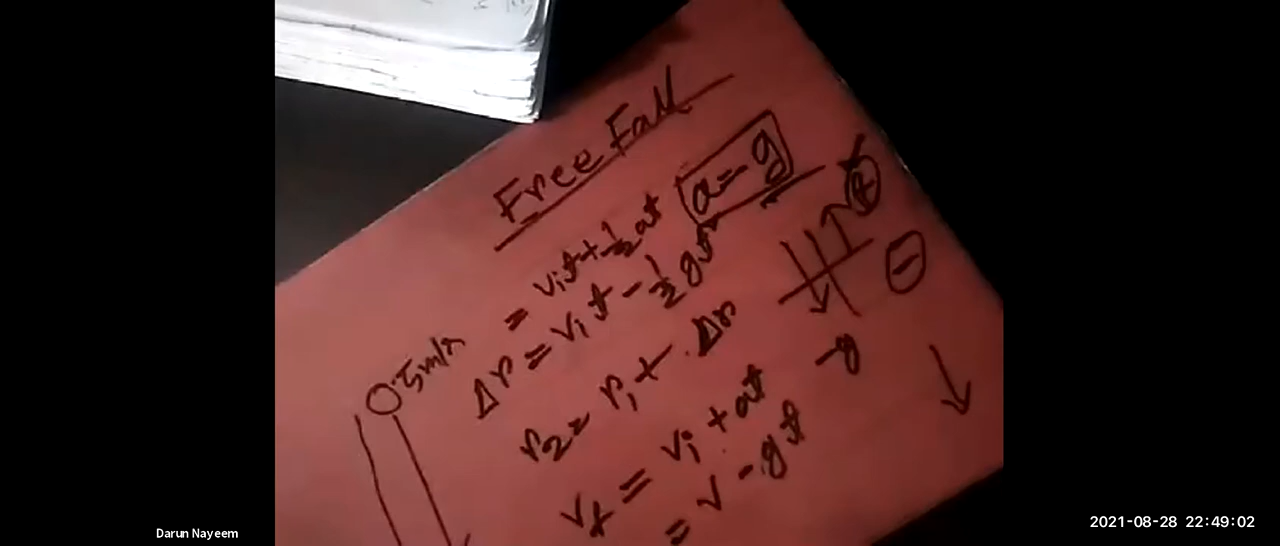 Free Fall
a=-g
= vit+½at
Δr = vit - ½gt²
r2= r1+ Δr
vf = vi + at
= v - gt
0.5m/s
+
-
-g
Darun Nayeem
2021-08-28 22:49:02